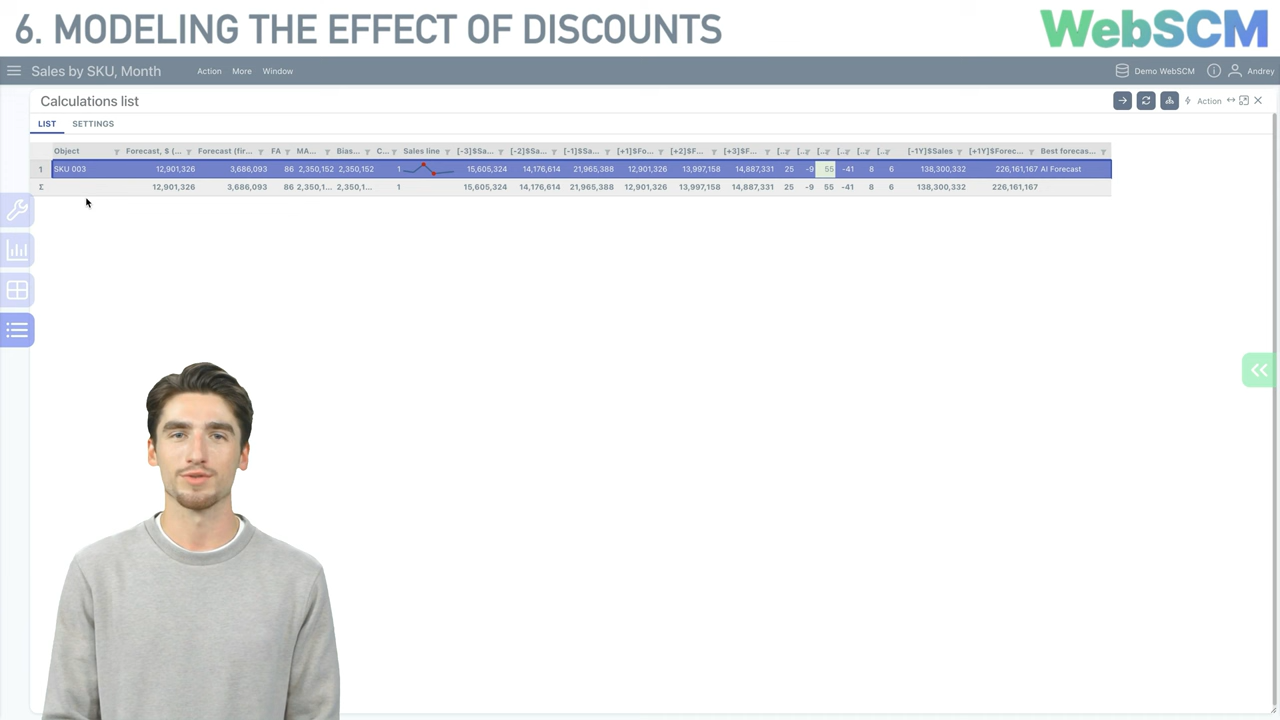 6. MODELING THE EFFECT OF DISCOUNTS
WebSCM
Sales by SKU, Month Action More Window Demo WebSCM Andrey
Calculations list Action
LIST SETTINGS
Object Forecast, $ (... Forecast (fir... FA MA... Bias... C... Sales line [-3]$Sa... [-2]$Sa... [-1]$Sa... [+1]$Fo... [+2]$F... [+3]$F... [.. [.. [.. [.. [.. [.. [-1Y]$Sales [+1Y]$Forec... Best forecas...
1 SKU 003 12,901,326 3,686,093 86 2,350,152 2,350,152 1 15,605,324 14,176,614 21,965,388 12,901,326 13,997,158 14,887,331 25 -9 55 -41 8 6 138,300,332 226,161,167 AI Forecast
Σ 12,901,326 3,686,093 86 2,350,1... 2,350,1... 1 15,605,324 14,176,614 21,965,388 12,901,326 13,997,158 14,887,331 25 -9 55 -41 8 6 138,300,332 226,161,167